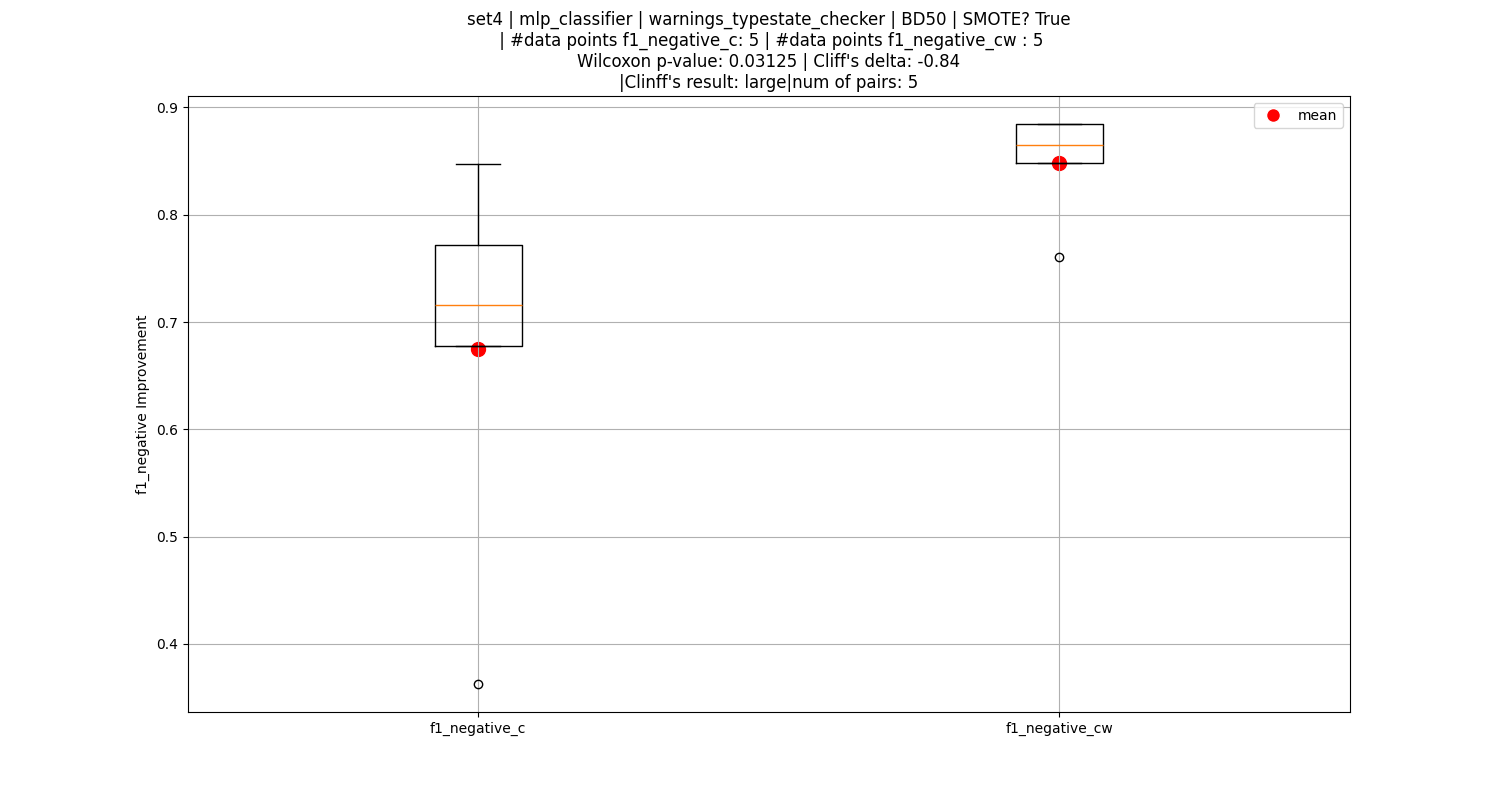 set4 | mlp_classifier | warnings_typestate_checker | BD50 | SMOTE? True
| #data points f1_negative_c: 5 | #data points f1_negative_cw : 5
Wilcoxon p-value: 0.03125 | Cliff's delta: -0.84
|Clinff's result: large|num of pairs: 5
mean
0.9
0.8
0.7
0.6
0.5
0.4
f1_negative Improvement
f1_negative_c
f1_negative_cw